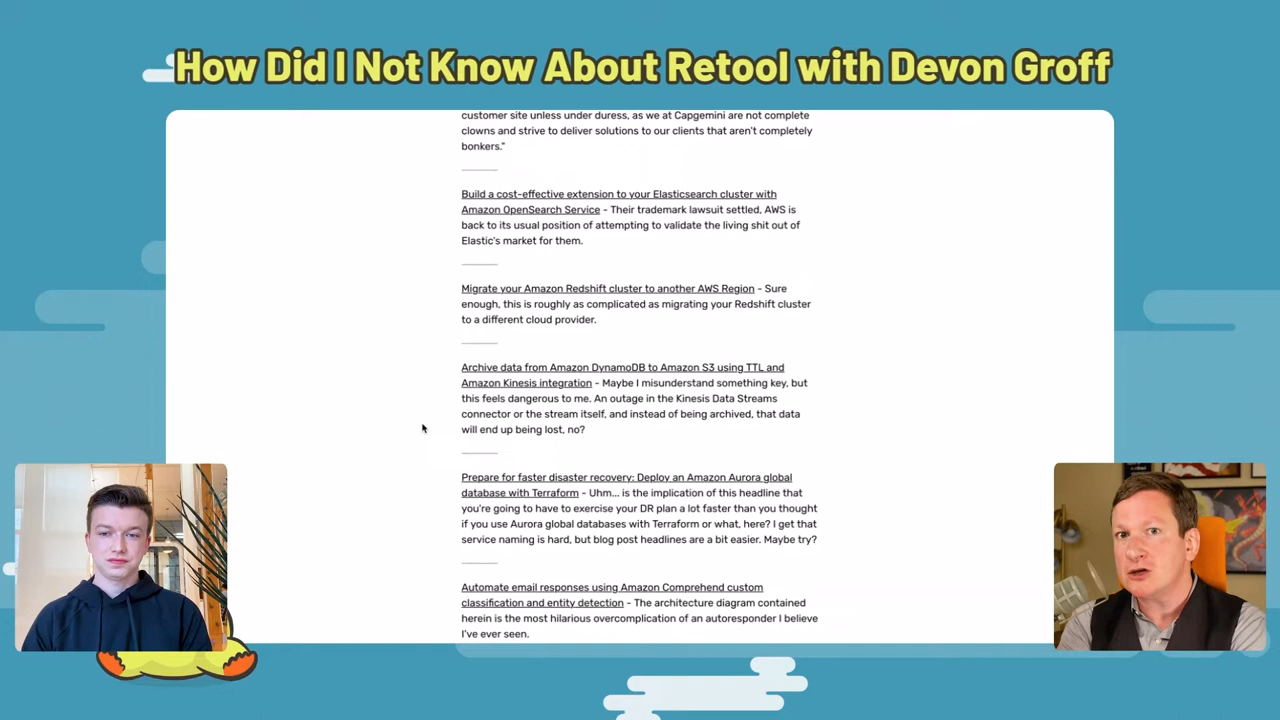 How Did I Not Know About Retool with Devon Groff
customer site unless under duress, as we at Capgemini are not complete
clowns and strive to deliver solutions to our clients that aren't completely
bonkers."
Build a cost-effective extension to your Elasticsearch cluster with
Amazon OpenSearch Service - Their trademark lawsuit settled, AWS is
back to its usual position of attempting to validate the living shit out of
Elastic's market for them.
Migrate your Amazon Redshift cluster to another AWS Region - Sure
enough, this is roughly as complicated as migrating your Redshift cluster
to a different cloud provider.
Archive data from Amazon DynamoDB to Amazon S3 using TTL and
Amazon Kinesis integration - Maybe I misunderstand something key, but
this feels dangerous to me. An outage in the Kinesis Data Streams
connector or the stream itself, and instead of being archived, that data
will end up being lost, no?
Prepare for faster disaster recovery: Deploy an Amazon Aurora global
database with Terraform - Uhm... is the implication of this headline that
you're going to have to exercise your DR plan a lot faster than you thought
if you use Aurora global databases with Terraform or what, here? I get that
service naming is hard, but blog post headlines are a bit easier. Maybe try?
Automate email responses using Amazon Comprehend custom
classification and entity detection - The architecture diagram contained
herein is the most hilarious overcomplication of an autoresponder I believe
I've ever seen.